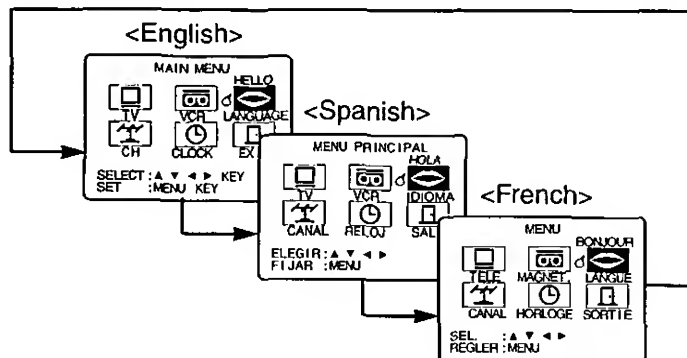 <English>
MAIN MENU
HELLO
TV VCR LANGUAGE
CH CLOCK EX
SELECT :▲ ▼ ◄ ► KEY
SET :MENU KEY
<Spanish>
MENU PRINCIPAL
HOLA
TV VCR IDIOMA
CANAL RELOJ SAL
ELEGIR:▲ ▼ ◄ ►
FIJAR :MENU
<French>
MENU
BONJOUR
TELE MAGNET. LANGUE
CANAL HORLOGE SORTIE
SEL. :▲ ▼ ◄ ►
REGLER:MENU